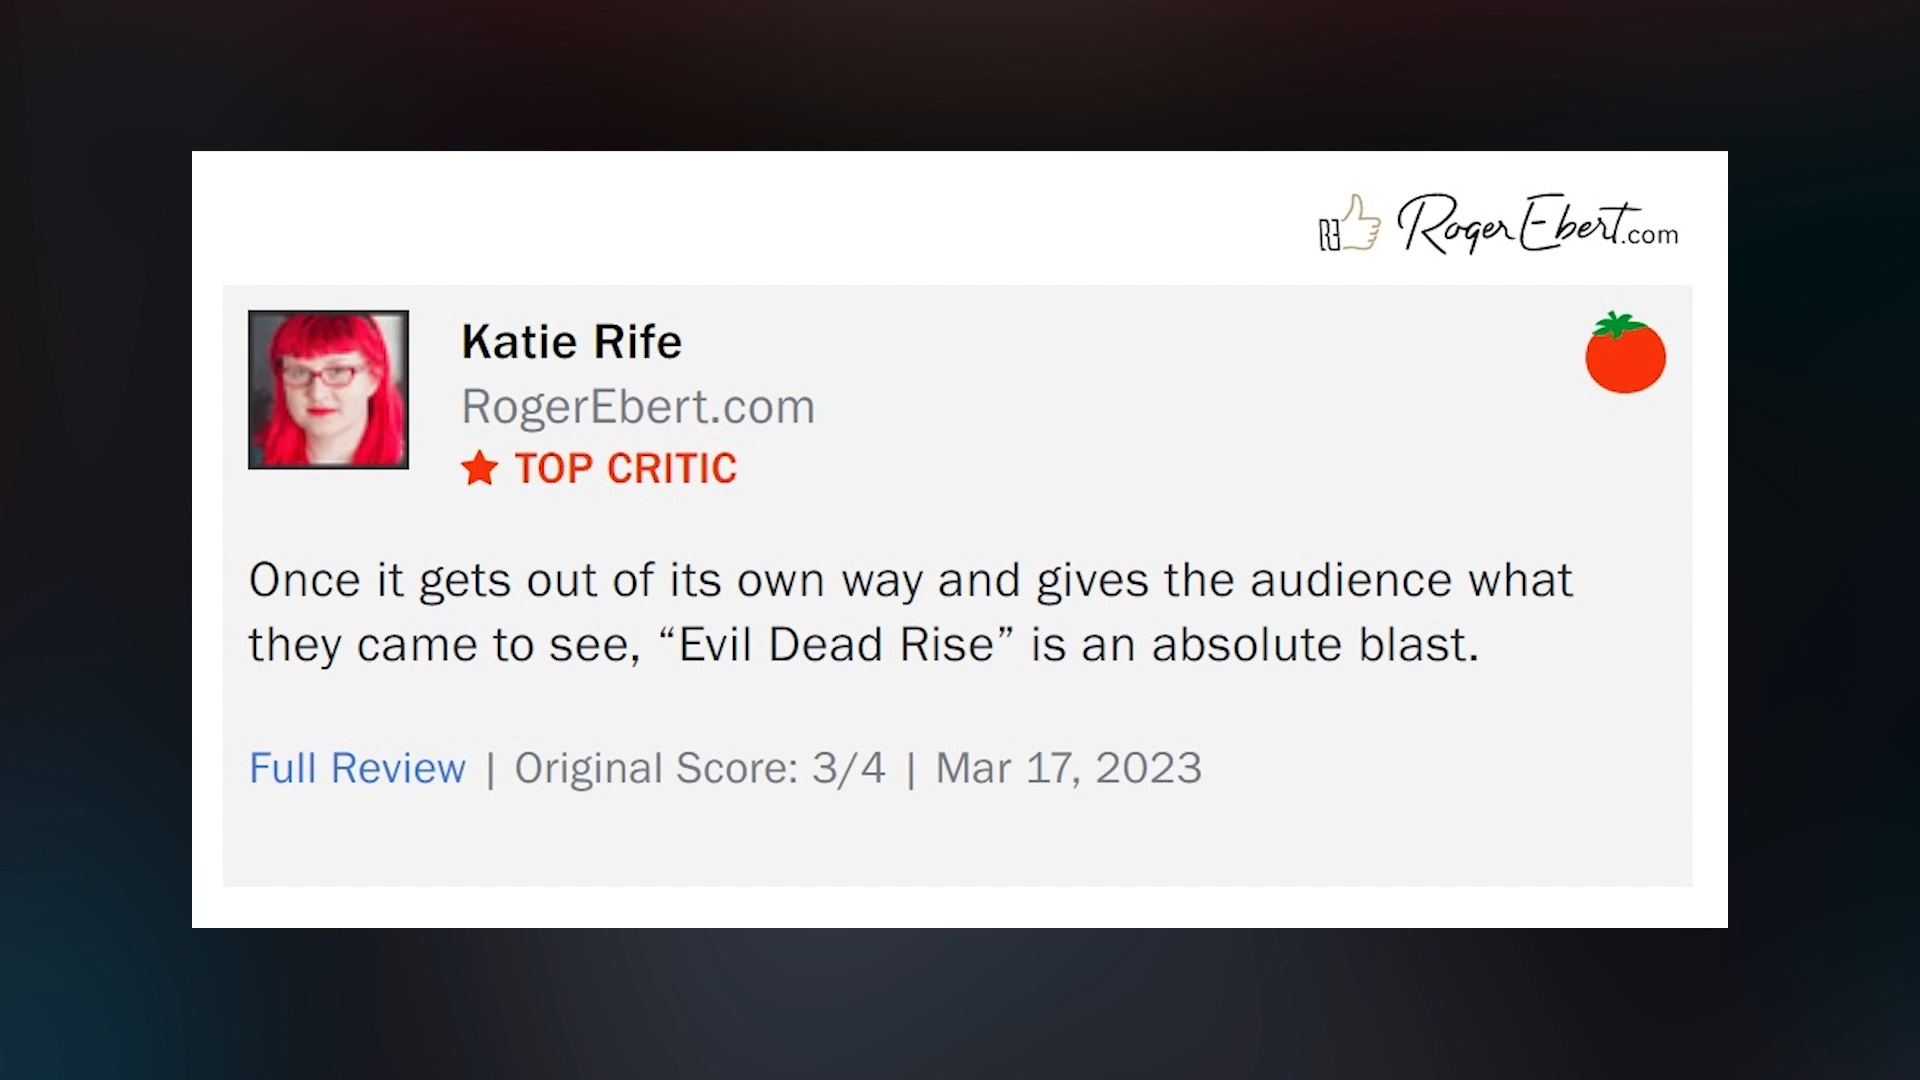 RE RogerEbert.com
Katie Rife
RogerEbert.com
TOP CRITIC
Once it gets out of its own way and gives the audience what
they came to see, “Evil Dead Rise” is an absolute blast.
Full Review | Original Score: 3/4 | Mar 17, 2023